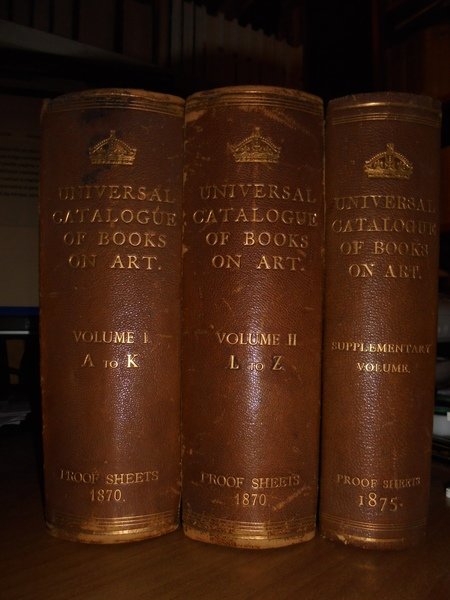 UNIVERSAL
CATALOGUE
OF BOOKS
ON ART.
VOLUME I.
A TO K
PROOF SHEETS
1870.
UNIVERSAL
CATALOGUE
OF BOOKS
ON ART.
VOLUME II
L TO Z
PROOF SHEETS
1870
UNIVERSAL
CATALOGUE
OF BOOKS
ON ART.
SUPPLEMENTARY
VOLUME.
PROOF SHEETS
1875.